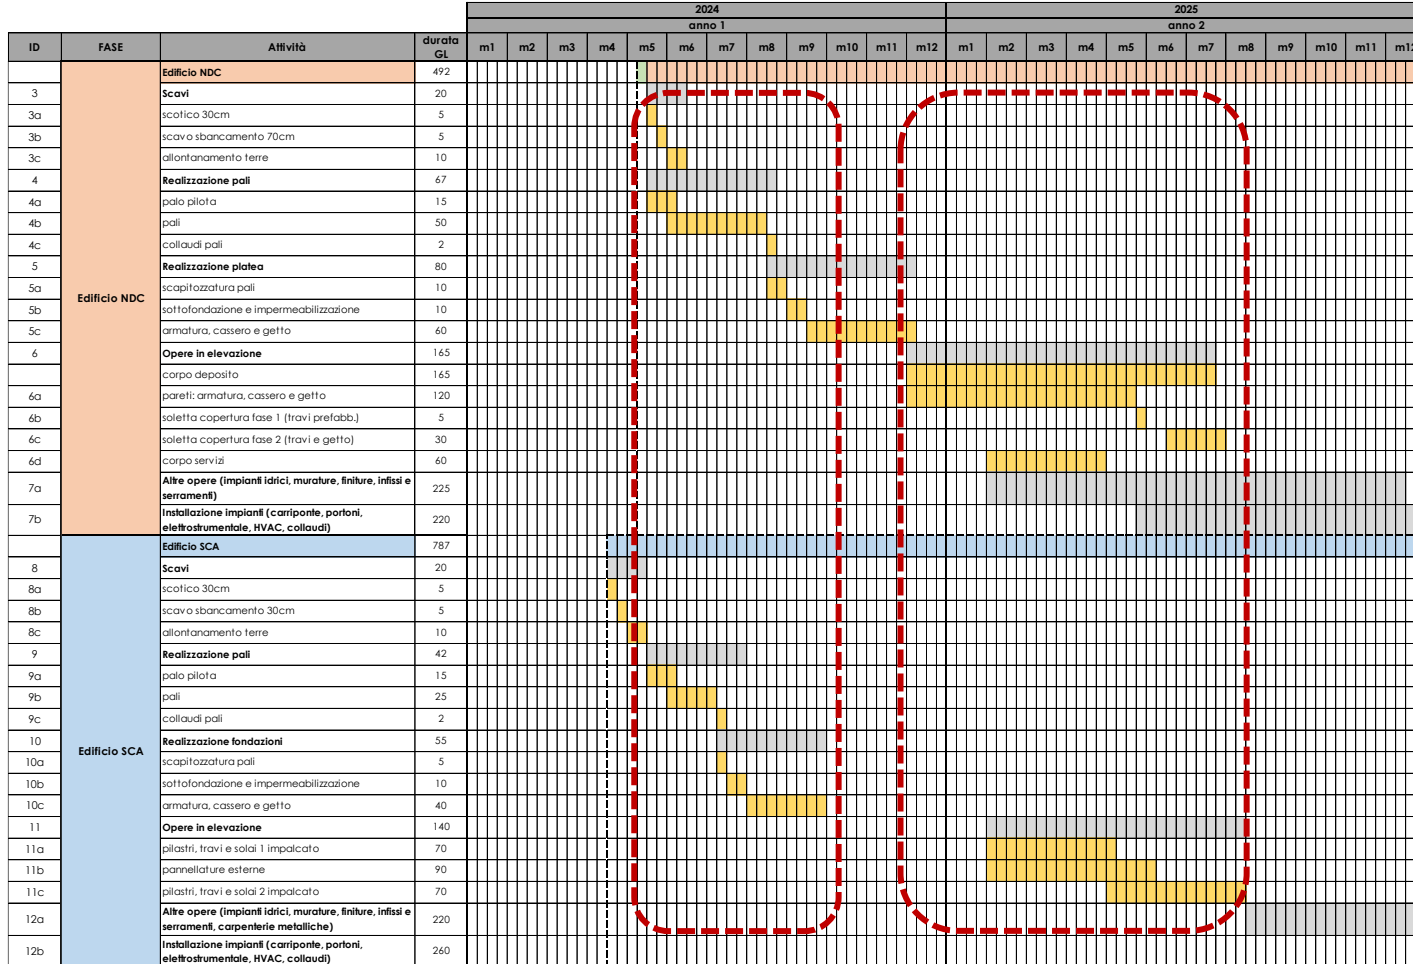 2024 2025
anno 1 anno 2
ID FASE Attività durata GL m1 m2 m3 m4 m5 m6 m7 m8 m9 m10 m11 m12 m1 m2 m3 m4 m5 m6 m7 m8 m9 m10 m11 m12
Edificio NDC 492
3 Scavi 20
3a scotico 30cm 5
3b scavo sbancamento 70cm 5
3c allontanamento terre 10
4 Realizzazione pali 67
4a palo pilota 15
4b pali 50
4c collaudi pali 2
5 Realizzazione platea 80
5a scapitozzatura pali 10
Edificio NDC
5b sottofondazione e impermeabilizzazione 10
5c armatura, cassero e getto 60
6 Opere in elevazione 165
corpo deposito 165
6a pareti: armatura, cassero e getto 120
6b soletta copertura fase 1 (travi prefabb.) 5
6c soletta copertura fase 2 (travi e getto) 30
6d corpo servizi 60
7a Altre opere (impianti idrici, murature, finiture, infissi e serramenti) 225
7b Installazione impianti (carriponte, portoni, elettrostrumentale, HVAC, collaudi) 220
Edificio SCA 787
8 Scavi 20
8a scotico 30cm 5
8b scavo sbancamento 30cm 5
8c allontanamento terre 10
9 Realizzazione pali 42
9a palo pilota 15
9b pali 25
9c collaudi pali 2
10 Realizzazione fondazioni 55
Edificio SCA
10a scapitozzatura pali 5
10b sottofondazione e impermeabilizzazione 10
10c armatura, cassero e getto 40
11 Opere in elevazione 140
11a pilastri, travi e solai 1 impalcato 70
11b pannellature esterne 90
11c pilastri, travi e solai 2 impalcato 70
12a Altre opere (impianti idrici, murature, finiture, infissi e serramenti, carpenterie metalliche) 220
12b Installazione impianti (carriponte, portoni, elettrostrumentale, HVAC, collaudi) 260